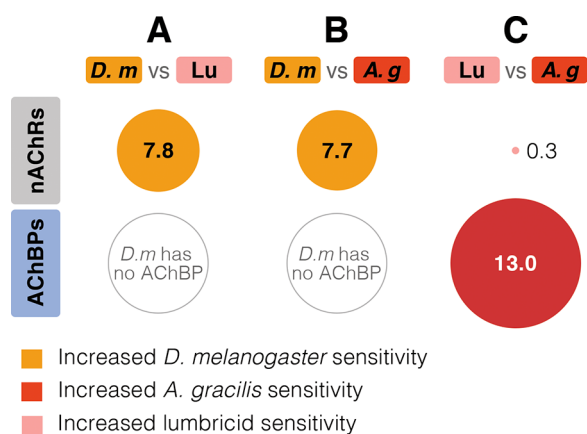 A B C
D. m vs Lu D. m vs A. g Lu vs A. g
nAChRs
7.8 7.7 0.3
AChBPs
D.m has no AChBP D.m has no AChBP 13.0
Increased D. melanogaster sensitivity
Increased A. gracilis sensitivity
Increased lumbricid sensitivity